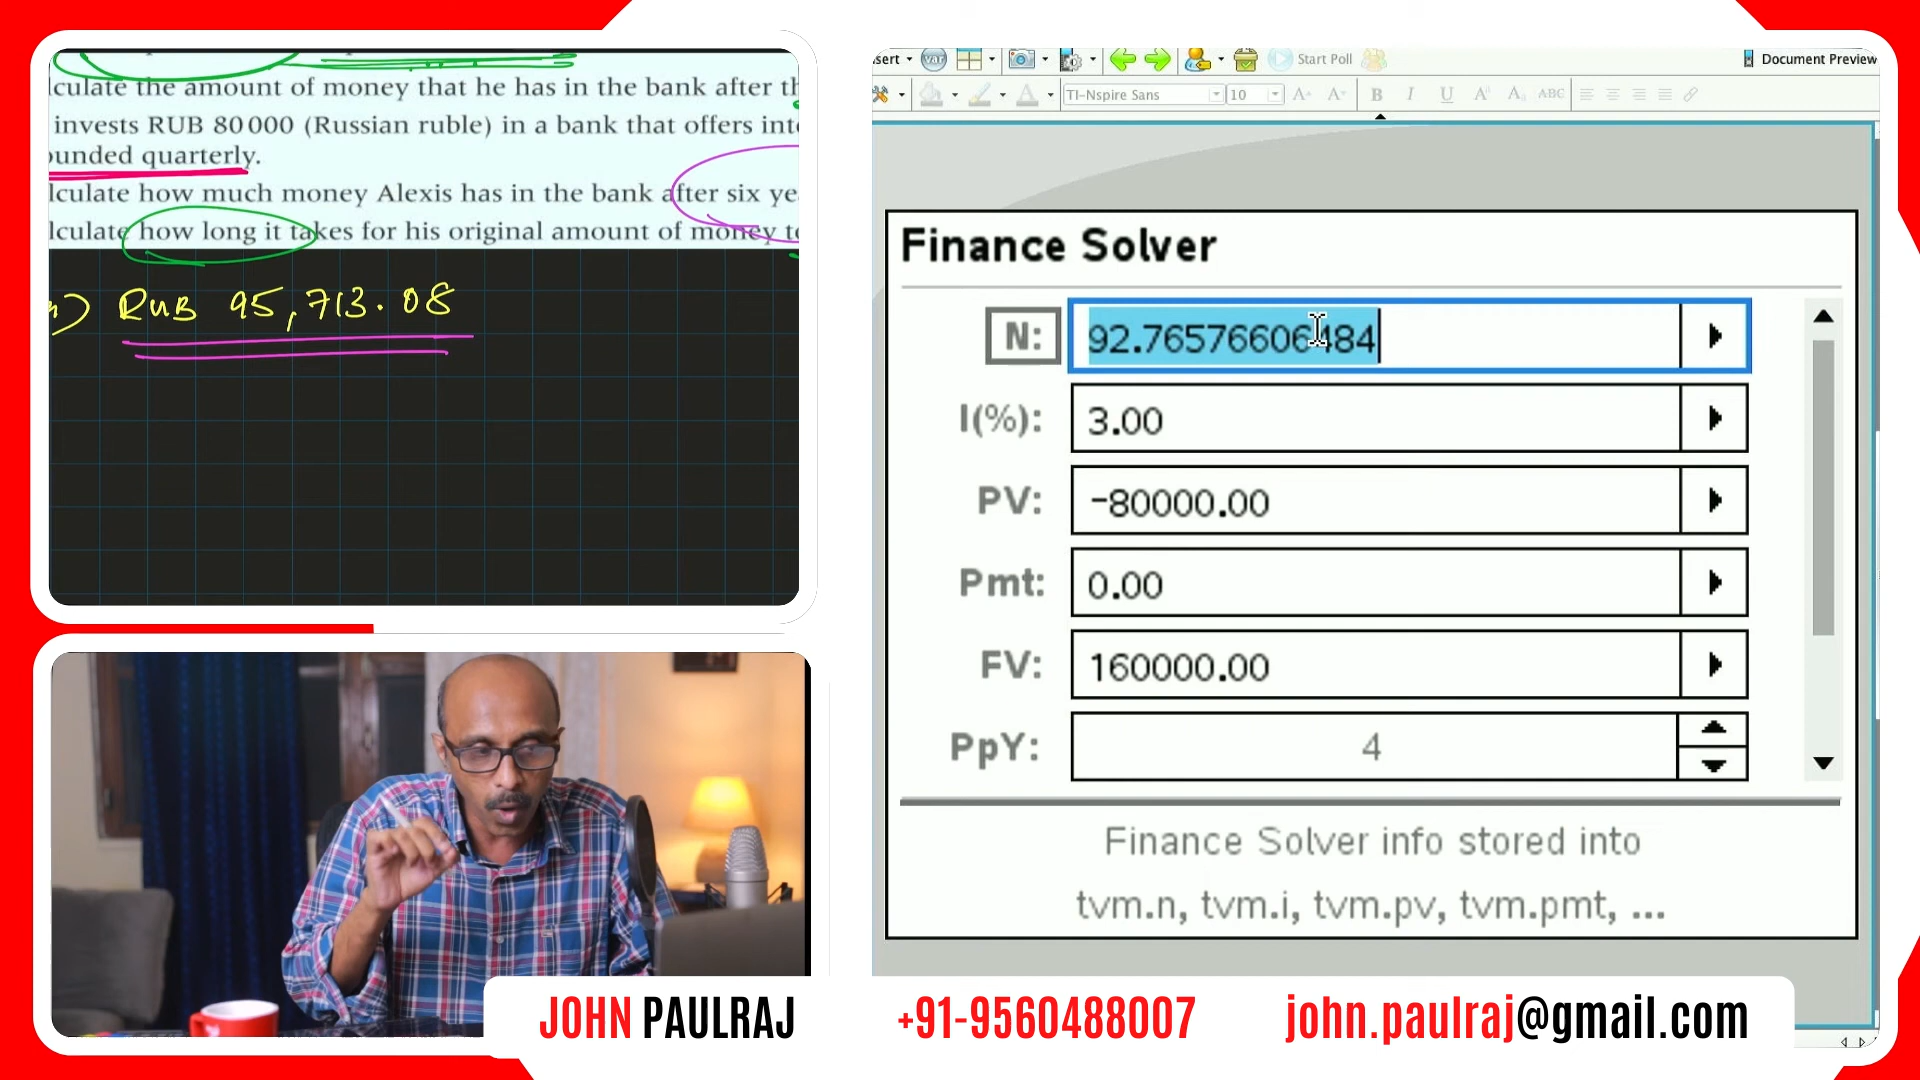 lculate the amount of money that he has in the bank after th
invests RUB 80 000 (Russian ruble) in a bank that offers inte
ounded quarterly.
lculate how much money Alexis has in the bank after six ye
lculate how long it takes for his original amount of money to
RUB 95,713.08
sert
var
Start Poll
Document Preview
TI-Nspire Sans
10
A A A B I U A A ABC
Finance Solver
N: 92.76576606484
I(%): 3.00
PV: -80000.00
Pmt: 0.00
FV: 160000.00
PpY: 4
Finance Solver info stored into
tvm.n, tvm.i, tvm.pv, tvm.pmt, ...
JOHN PAULRAJ +91-9560488007 john.paulraj@gmail.com